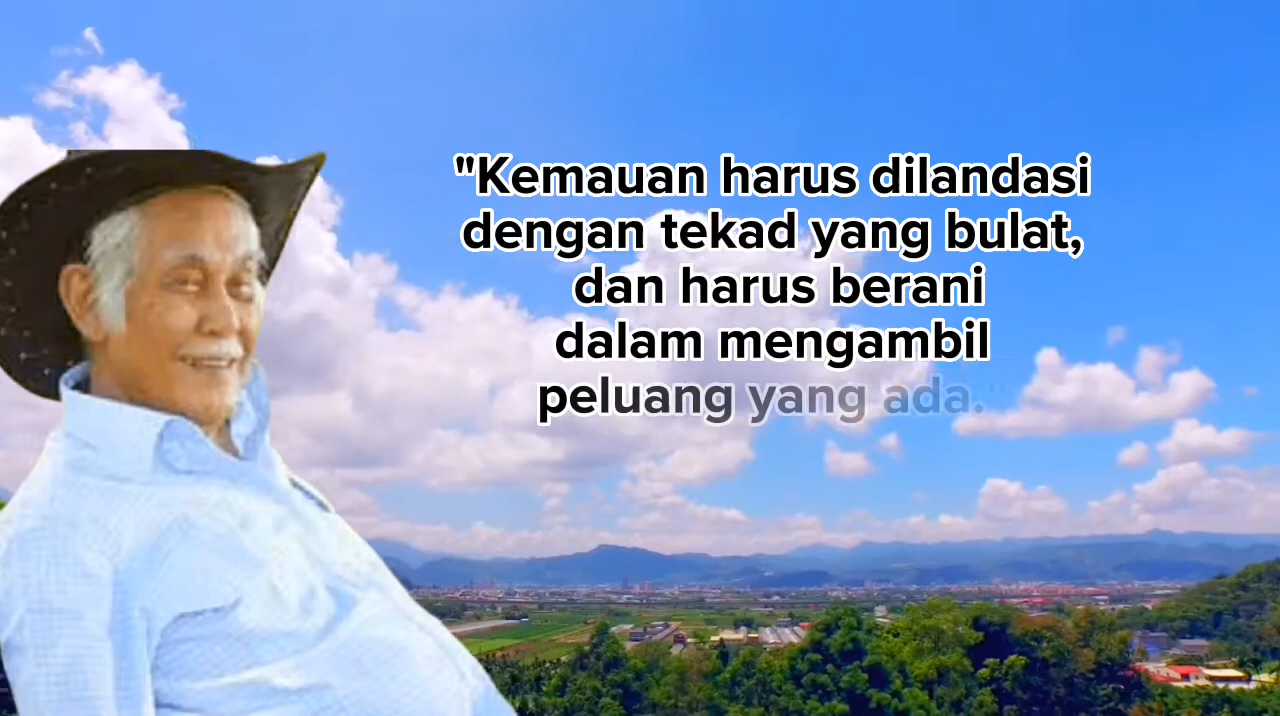 "Kemauan harus dilandasi
dengan tekad yang bulat,
dan harus berani
dalam mengambil
peluang yang ada."